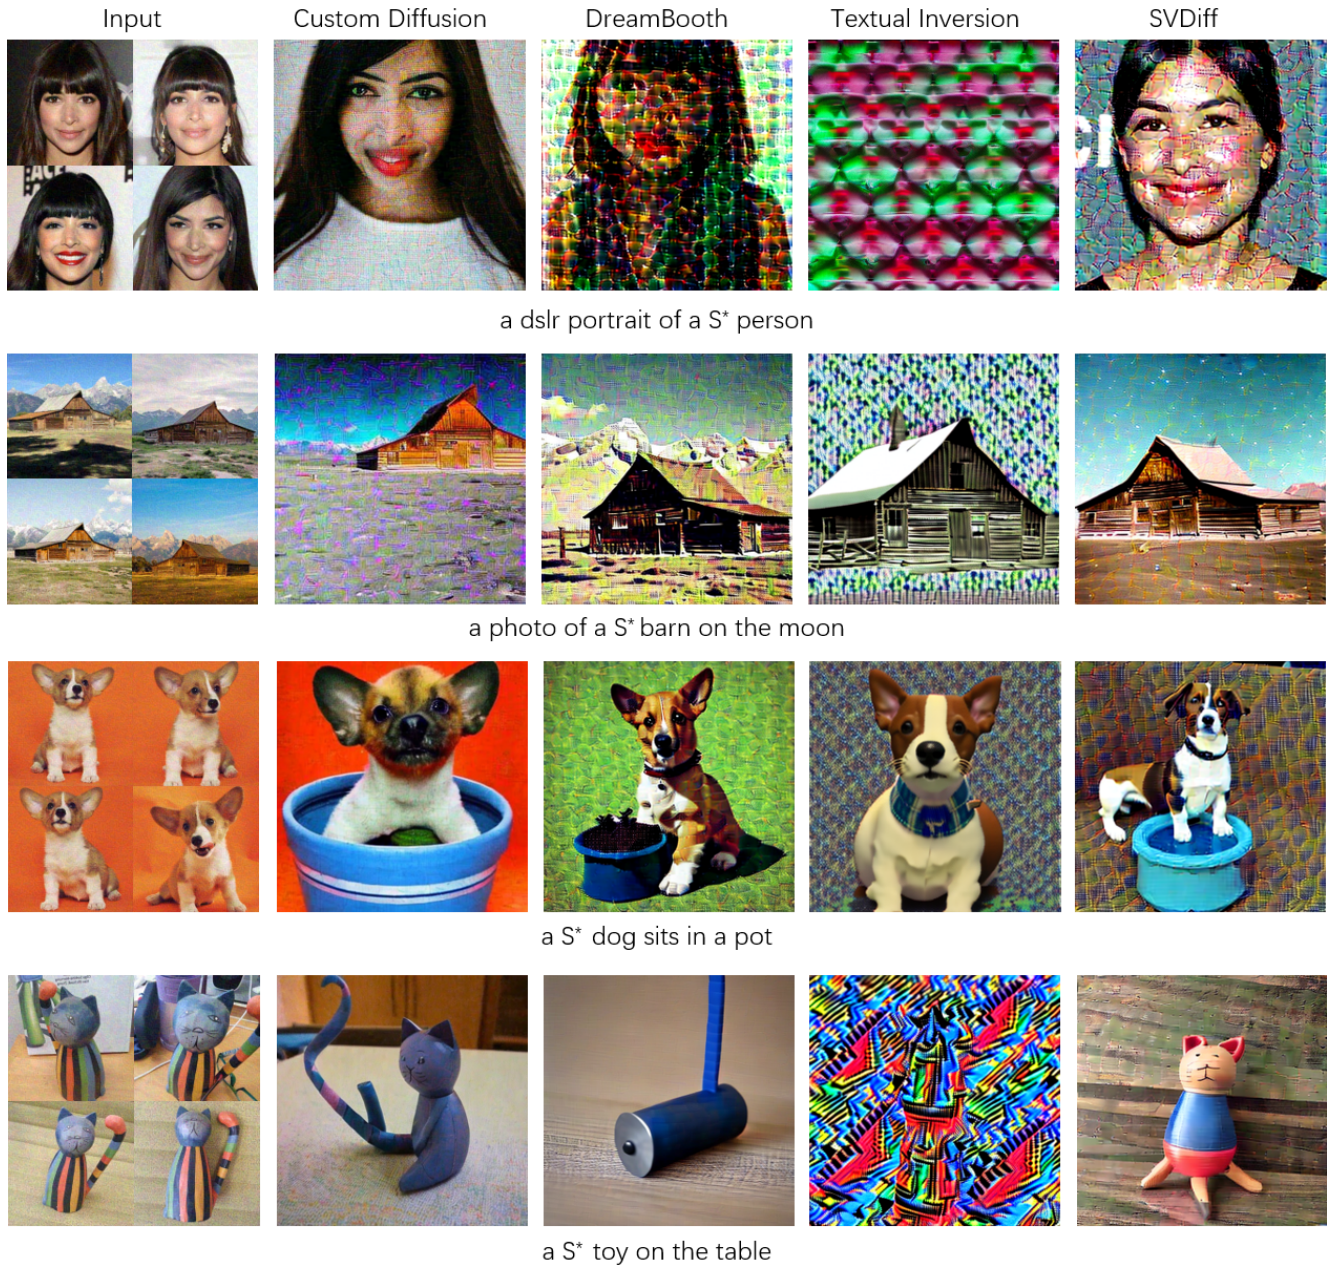 Input Custom Diffusion DreamBooth Textual Inversion SVDiff
a dslr portrait of a S* person
a photo of a S* barn on the moon
a S* dog sits in a pot
a S* toy on the table